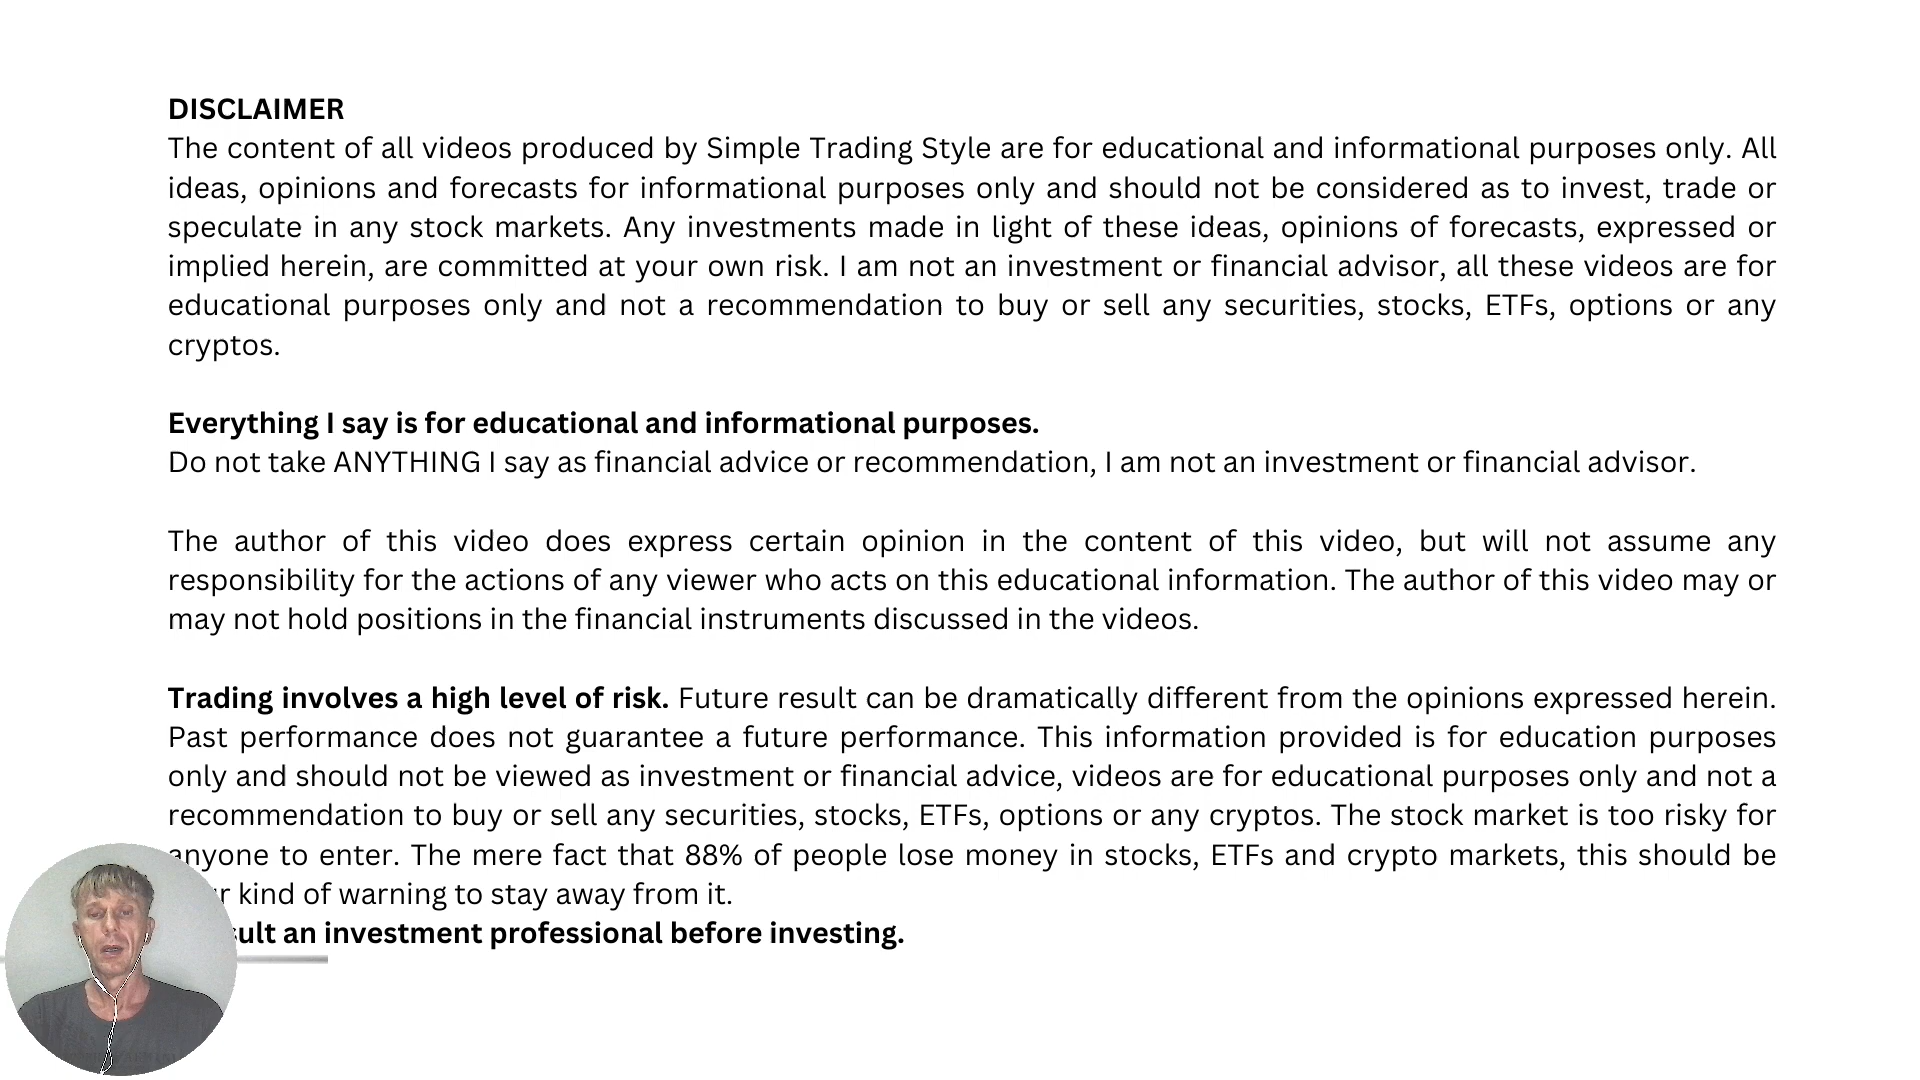 DISCLAIMER
The content of all videos produced by Simple Trading Style are for educational and informational purposes only. All
ideas, opinions and forecasts for informational purposes only and should not be considered as to invest, trade or
speculate in any stock markets. Any investments made in light of these ideas, opinions of forecasts, expressed or
implied herein, are committed at your own risk. I am not an investment or financial advisor, all these videos are for
educational purposes only and not a recommendation to buy or sell any securities, stocks, ETFs, options or any
cryptos.
Everything I say is for educational and informational purposes.
Do not take ANYTHING I say as financial advice or recommendation, I am not an investment or financial advisor.
The author of this video does express certain opinion in the content of this video, but will not assume any
responsibility for the actions of any viewer who acts on this educational information. The author of this video may or
may not hold positions in the financial instruments discussed in the videos.
Trading involves a high level of risk. Future result can be dramatically different from the opinions expressed herein.
Past performance does not guarantee a future performance. This information provided is for education purposes
only and should not be viewed as investment or financial advice, videos are for educational purposes only and not a
recommendation to buy or sell any securities, stocks, ETFs, options or any cryptos. The stock market is too risky for
anyone to enter. The mere fact that 88% of people lose money in stocks, ETFs and crypto markets, this should be
kind of warning to stay away from it.
an investment professional before investing.